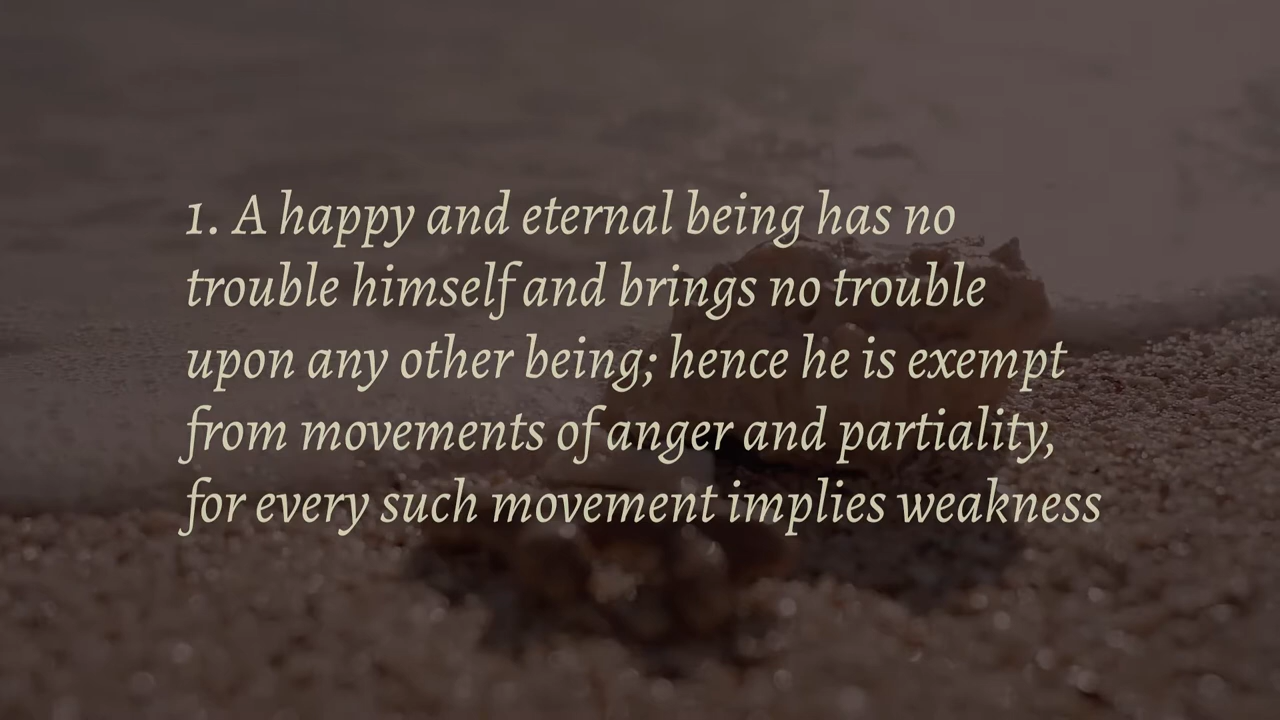 1. A happy and eternal being has no
trouble himself and brings no trouble
upon any other being; hence he is exempt
from movements of anger and partiality,
for every such movement implies weakness